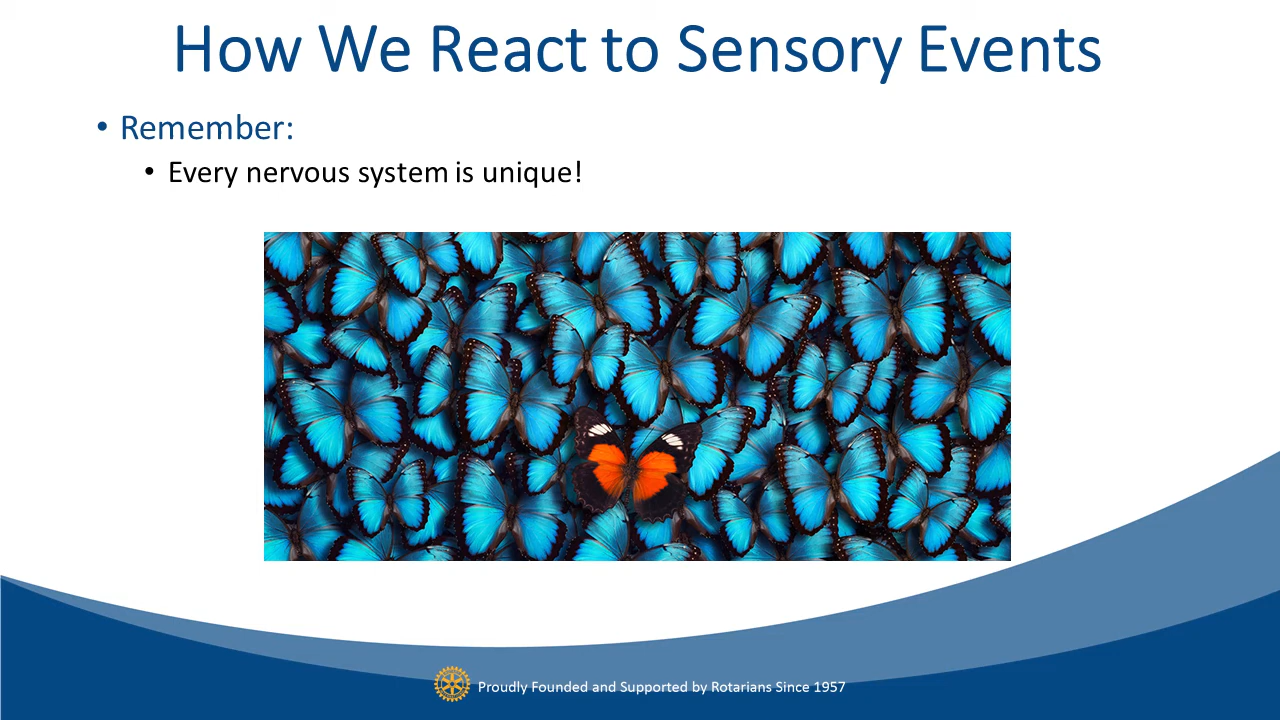 How We React to Sensory Events
• Remember:
• Every nervous system is unique!
Proudly Founded and Supported by Rotarians Since 1957